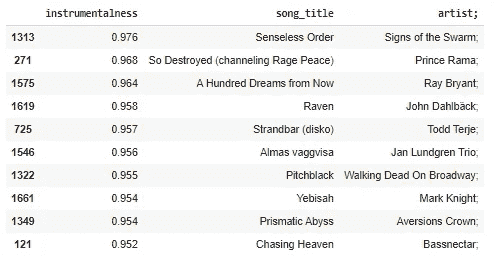 instrumentalness song_title artist;
1313 0.976 Senseless Order Signs of the Swarm;
271 0.968 So Destroyed (channeling Rage Peace) Prince Rama;
1575 0.964 A Hundred Dreams from Now Ray Bryant;
1619 0.958 Raven John Dahlbäck;
725 0.957 Strandbar (disko) Todd Terje;
1546 0.956 Almas vaggvisa Jan Lundgren Trio;
1322 0.955 Pitchblack Walking Dead On Broadway;
1661 0.954 Yebisah Mark Knight;
1349 0.954 Prismatic Abyss Aversions Crown;
121 0.952 Chasing Heaven Bassnectar;